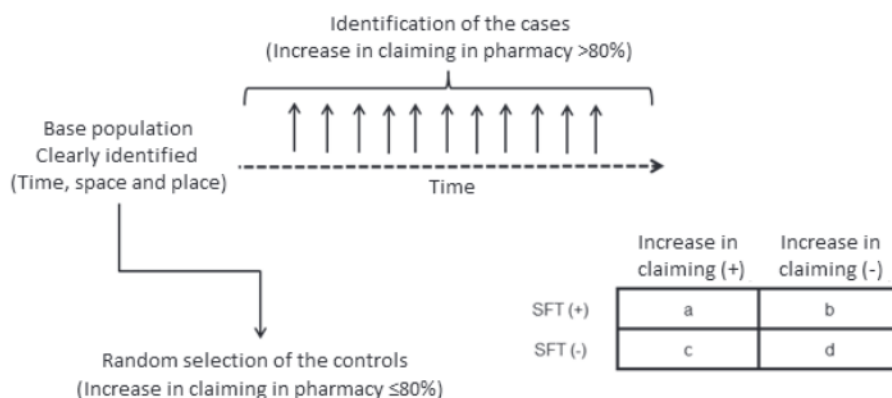 Identification of the cases
(Increase in claiming in pharmacy >80%)
Base population
Clearly identified
(Time, space and place)
Time
Increase in claiming (+)
Increase in claiming (-)
SFT (+)
a
b
SFT (-)
c
d
Random selection of the controls
(Increase in claiming in pharmacy ≤80%)